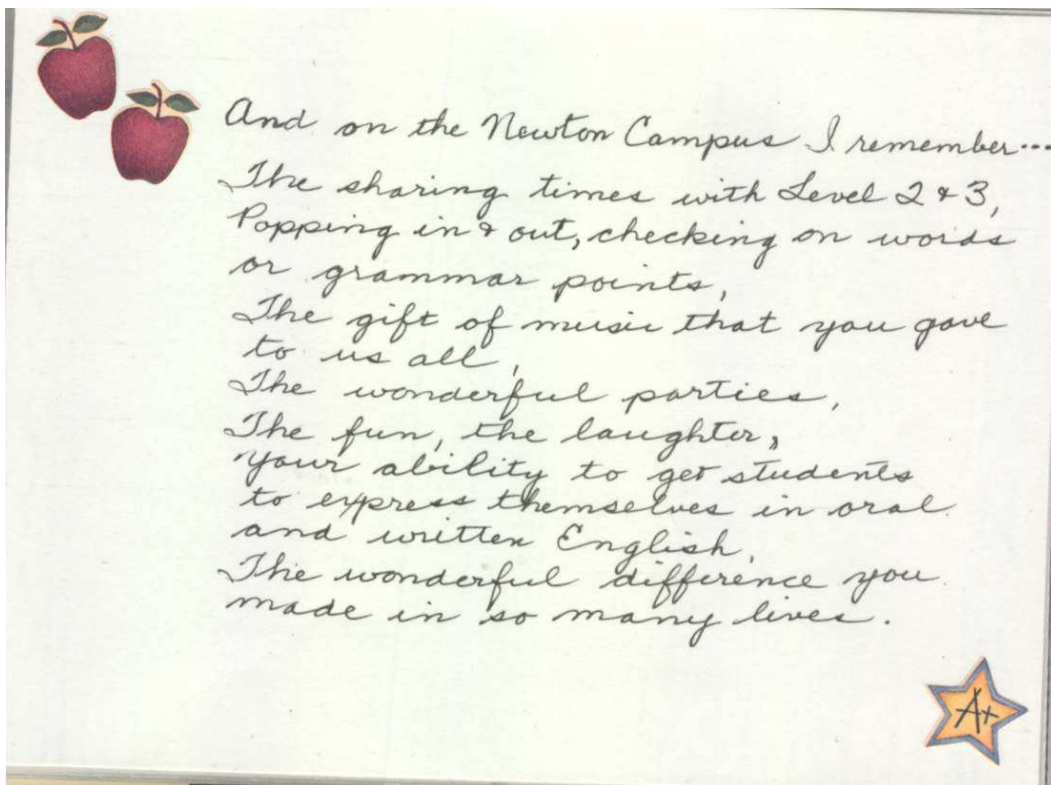 And on the Newton Campus I remember...
The sharing times with Level 2 & 3,
Popping in & out, checking on words
or grammar points,
The gift of music that you gave
to us all,
The wonderful parties,
The fun, the laughter,
your ability to get students
to express themselves in oral
and written English,
The wonderful difference you
made in so many lives.
A+